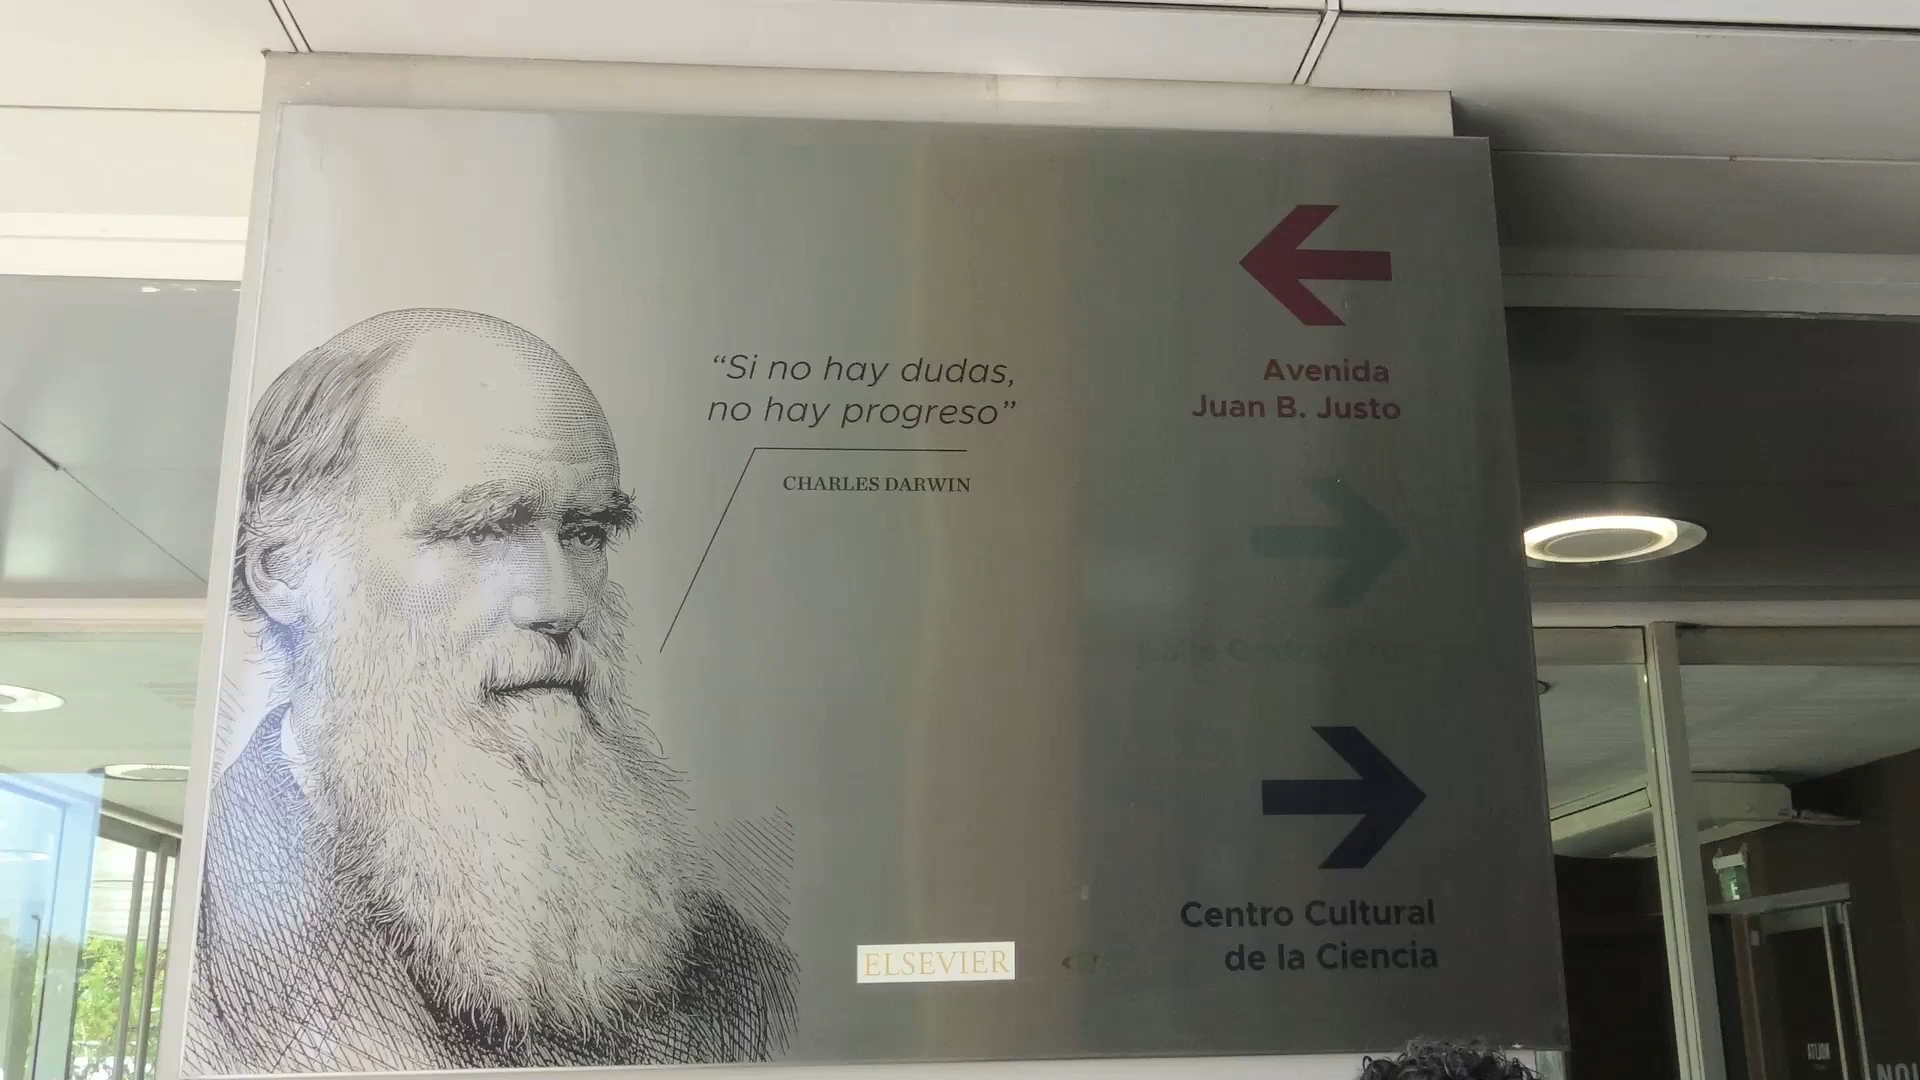 “Si no hay dudas,
no hay progreso”
CHARLES DARWIN
Avenida
Juan B. Justo
Centro Cultural
de la Ciencia
ELSEVIER